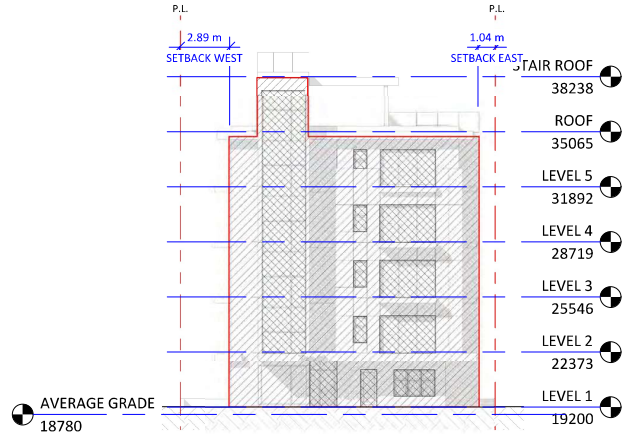 P.L. P.L.
2.89 m 1.04 m
SETBACK WEST SETBACK EAST
STAIR ROOF
38238
ROOF
35065
LEVEL 5
31892
LEVEL 4
28719
LEVEL 3
25546
LEVEL 2
22373
LEVEL 1
19200
AVERAGE GRADE
18780